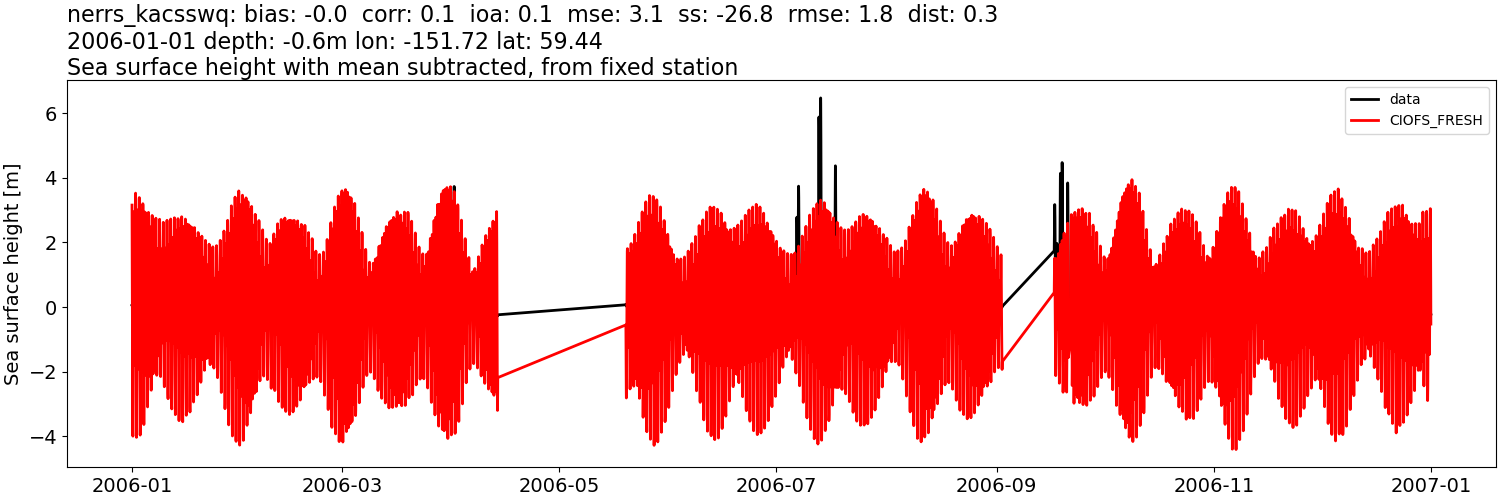 nerrs_kacsswq: bias: -0.0 corr: 0.1 ioa: 0.1 mse: 3.1 ss: -26.8 rmse: 1.8 dist: 0.3
2006-01-01 depth: -0.6m lon: -151.72 lat: 59.44
Sea surface height with mean subtracted, from fixed station
data
CIOFS_FRESH
Sea surface height [m]
6
4
2
0
−2
−4
2006-01
2006-03
2006-05
2006-07
2006-09
2006-11
2007-01